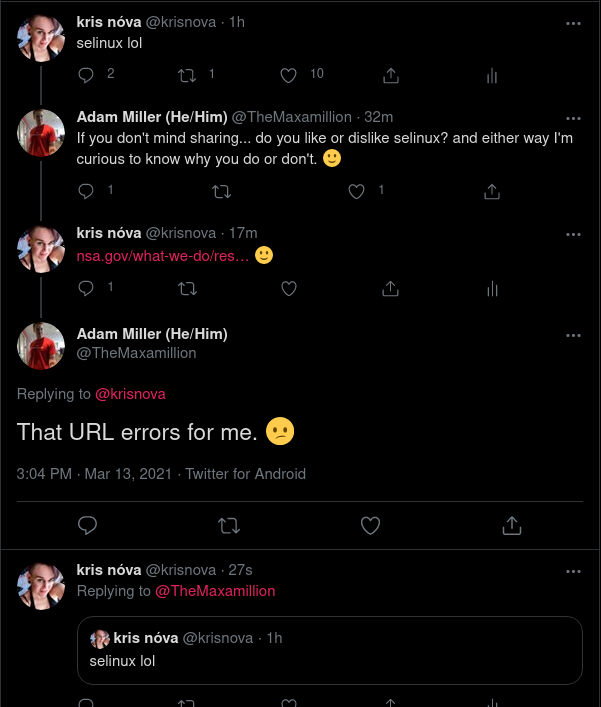 kris nóva @krisnova · 1h
selinux lol
2 1 10
Adam Miller (He/Him) @TheMaxamillion · 32m
If you don't mind sharing... do you like or dislike selinux? and either way I'm
curious to know why you do or don't. 🙂
1 1
kris nóva @krisnova · 17m
nsa.gov/what-we-do/res… 🙂
1
Adam Miller (He/Him)
@TheMaxamillion
Replying to @krisnova
That URL errors for me. 😕
3:04 PM · Mar 13, 2021 · Twitter for Android
kris nóva @krisnova · 27s
Replying to @TheMaxamillion
kris nóva @krisnova · 1h
selinux lol